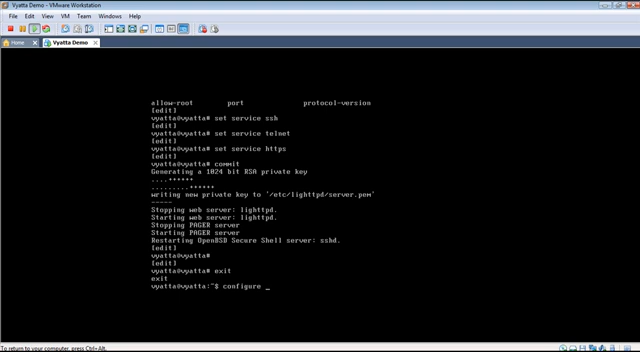 Vyatta Demo - VMware Workstation
File Edit View VM Team Windows Help
Home
Vyatta Demo
allow-root port protocol-version
[edit]
vyatta@vyatta# set service ssh
[edit]
vyatta@vyatta# set service telnet
[edit]
vyatta@vyatta# set service https
[edit]
vyatta@vyatta# commit
Generating a 1024 bit RSA private key
....++++++
.........++++++
writing new private key to '/etc/lighttpd/server.pem'
-----
Stopping web server: lighttpd.
Starting web server: lighttpd.
Stopping PAGER server
Starting PAGER server
Restarting OpenBSD Secure Shell server: sshd.
[edit]
vyatta@vyatta#
[edit]
vyatta@vyatta# exit
exit
vyatta@vyatta:~$ configure _
To return to your computer, press Ctrl+Alt.